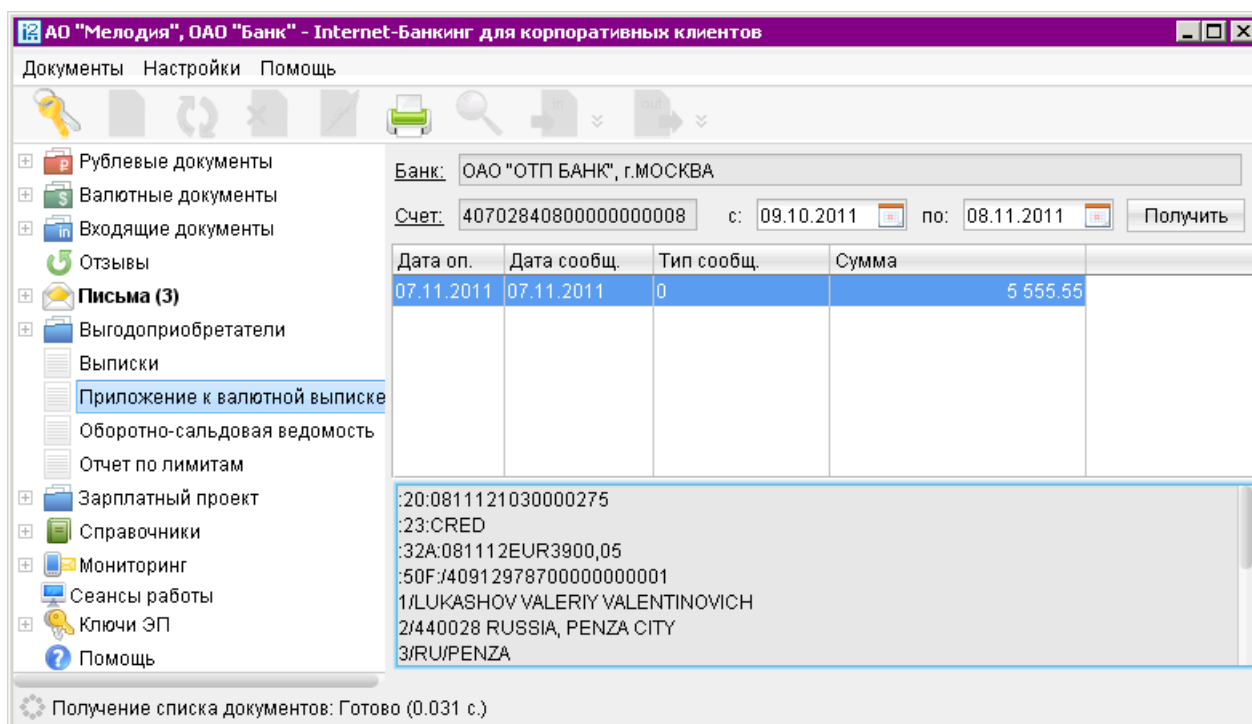 АО "Мелодия", ОАО "Банк" - Internet-Банкинг для корпоративных клиентов
Документы Настройки Помощь
in out
Рублевые документы
Валютные документы
Входящие документы
Отзывы
Письма (3)
Выгодоприобретатели
Выписки
Приложение к валютной выписке
Оборотно-сальдовая ведомость
Отчет по лимитам
Зарплатный проект
Справочники
Мониторинг
Сеансы работы
Ключи ЭП
Помощь
Банк: ОАО "ОТП БАНК", г.МОСКВА
Счет: 40702840800000000008 с: 09.10.2011 по: 08.11.2011 Получить
Дата оп. Дата сообщ. Тип сообщ. Сумма
07.11.2011 07.11.2011 0 5 555.55
:20:0811121030000275
:23:CRED
:32A:081112EUR3900,05
:50F:/40912978700000000001
1/LUKASHOV VALERIY VALENTINOVICH
2/440028 RUSSIA, PENZA CITY
3/RU/PENZA
Получение списка документов: Готово (0.031 с.)